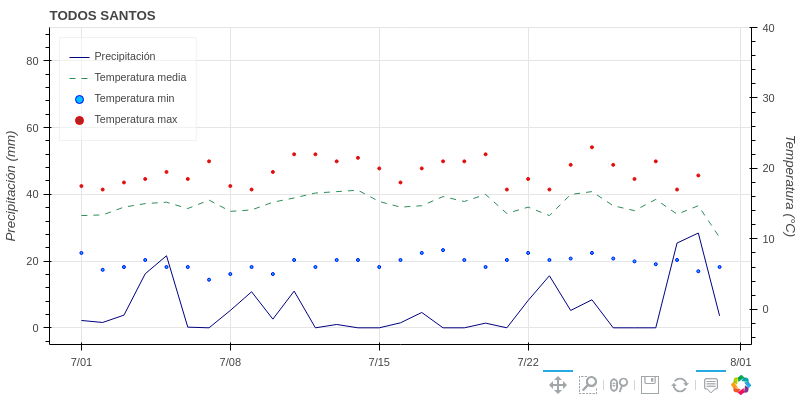 TODOS SANTOS
Precipitación
Temperatura media
Temperatura min
Temperatura max
Precipitación (mm)
80
60
40
20
0
Temperatura (°C)
40
30
20
10
0
7/01
7/08
7/15
7/22
8/01